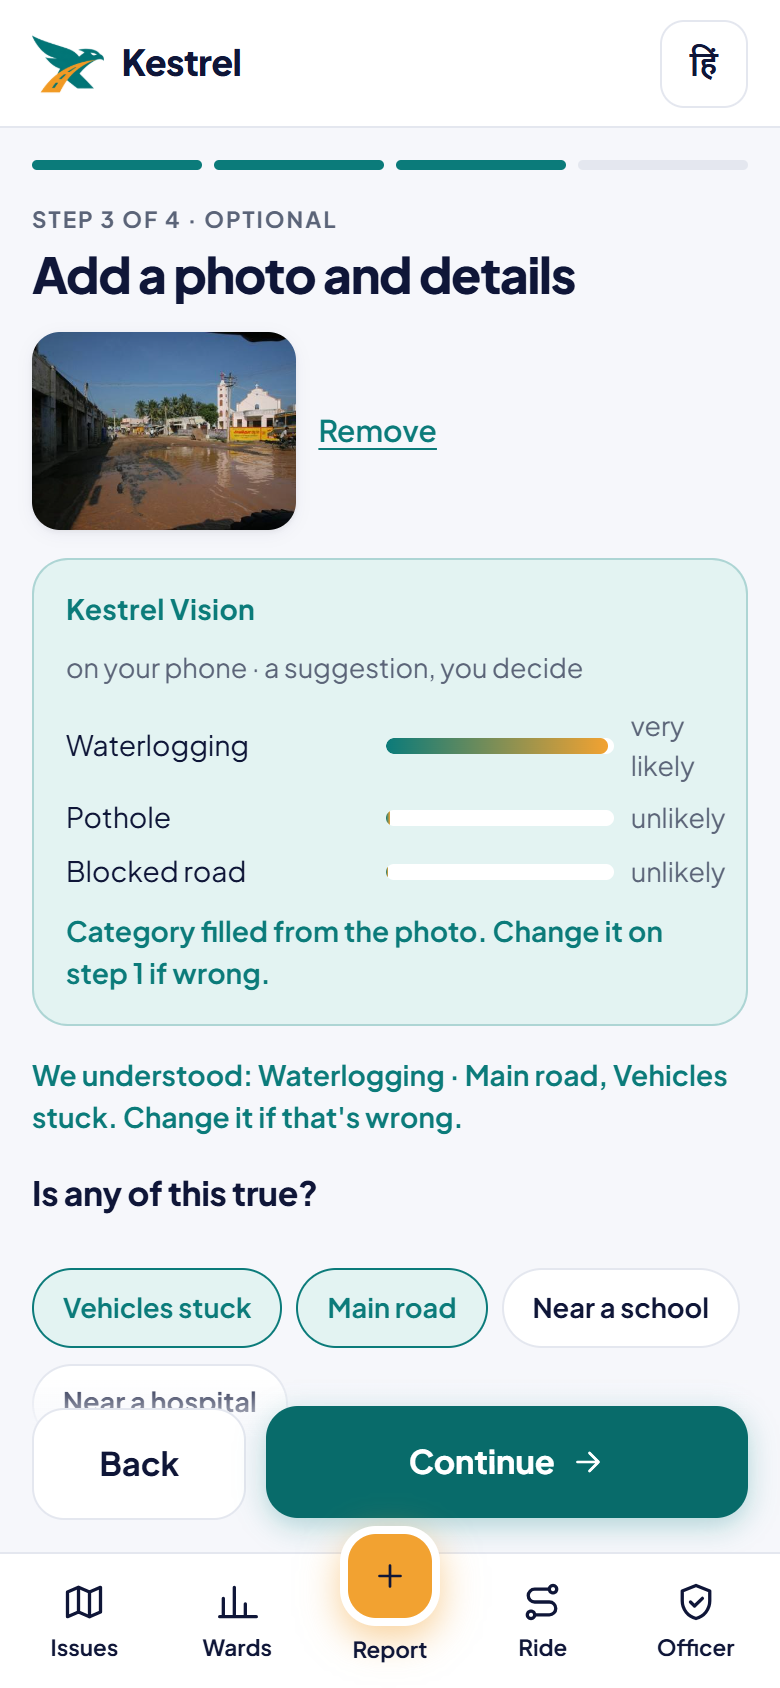 Kestrel
हिं
STEP 3 OF 4 · OPTIONAL
Add a photo and details
Remove
Kestrel Vision
on your phone · a suggestion, you decide
Waterlogging
very
likely
Pothole
unlikely
Blocked road
unlikely
Category filled from the photo. Change it on
step 1 if wrong.
We understood: Waterlogging · Main road, Vehicles
stuck. Change it if that's wrong.
Is any of this true?
Vehicles stuck
Main road
Near a school
Near a hospital
Back
Continue →
+
Issues
Wards
Report
Ride
Officer